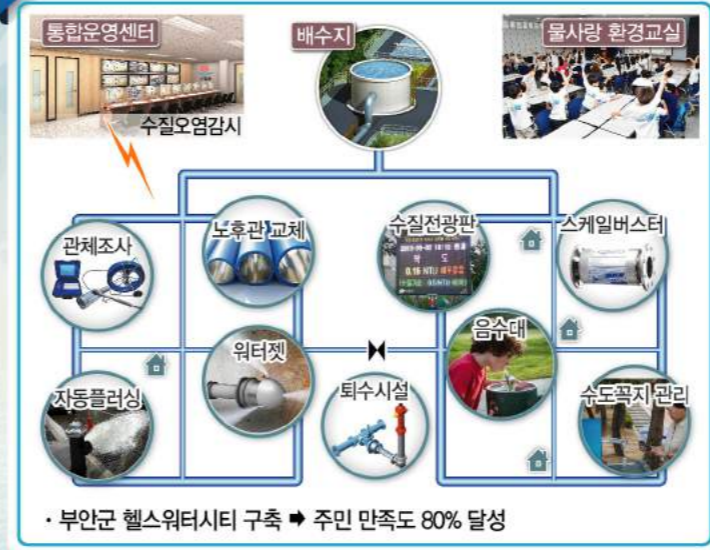 통합운영센터
배수지
물사랑 환경교실
수질오염감시
관체조사
노후관 교체
수질전광판
스케일버스터
탁 도
워터젯
음수대
자동플러싱
퇴수시설
수도꼭지 관리
· 부안군 헬스워터시티 구축 ➡ 주민 만족도 80% 달성